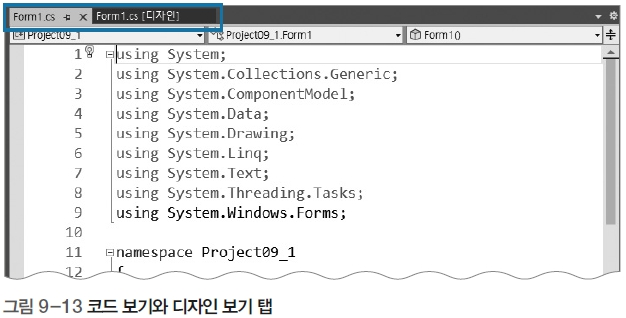 Form1.cs Form1.cs [디자인]
Project09_1 Project09_1.Form1 Form1()
1 using System;
2 using System.Collections.Generic;
3 using System.ComponentModel;
4 using System.Data;
5 using System.Drawing;
6 using System.Linq;
7 using System.Text;
8 using System.Threading.Tasks;
9 using System.Windows.Forms;
10
11 namespace Project09_1
12 {
그림 9-13 코드 보기와 디자인 보기 탭